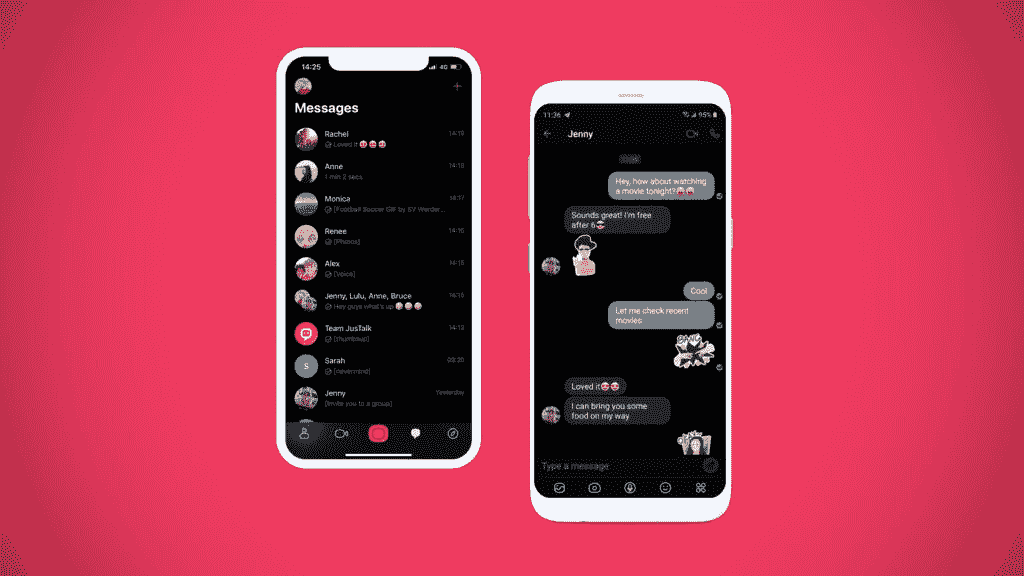 14:25
4G
Messages
Rachel
14:19
Loved it
Anne
14:18
1 min 2 secs
Monica
14:17
[Football Soccer GIF by SV Werder...
Renee
14:16
[Photos]
Alex
14:15
[Voice]
Jenny, Lulu, Anne, Bruce
14:15
Hey guys what's up
Team JusTalk
14:13
[thumbsup]
S
Sarah
09:20
[nevermind]
Jenny
Yesterday
[Invite you to a group]
11:36
95%
Jenny
Hey, how about watching
a movie tonight?
Sounds great! I'm free
after 6
Cool
Let me check recent
movies
Loved it
I can bring you some
food on my way
Type a message